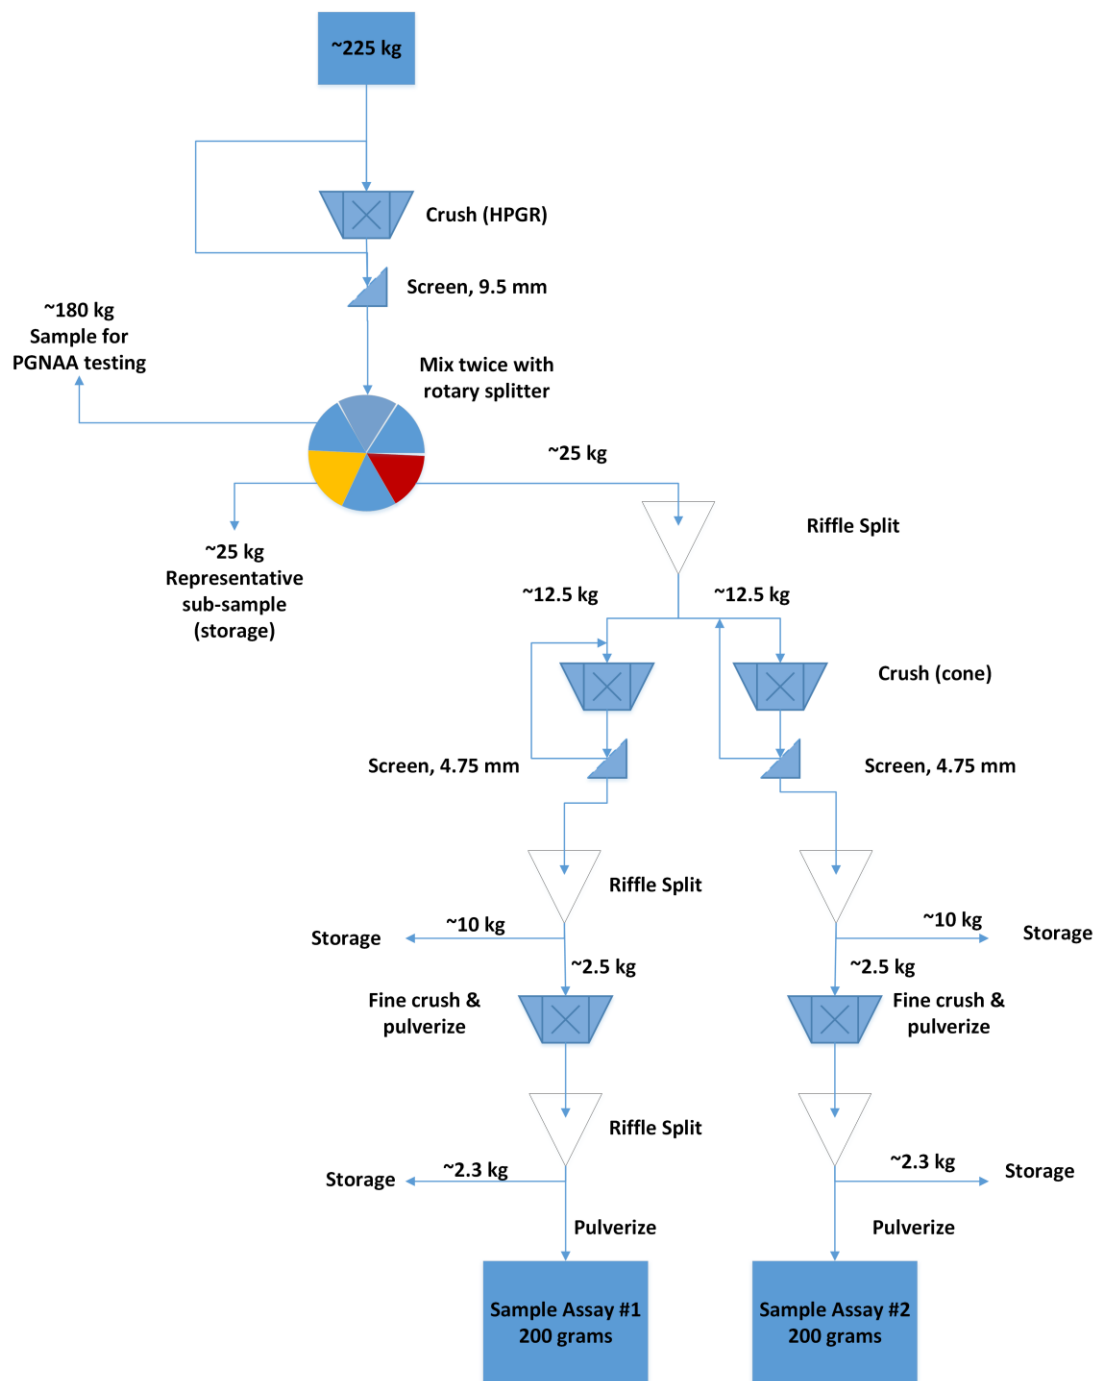 ~225 kg
Crush (HPGR)
Screen, 9.5 mm
~180 kg
Sample for
PGNAA testing
Mix twice with
rotary splitter
~25 kg
Riffle Split
~25 kg
Representative
sub-sample
(storage)
~12.5 kg
~12.5 kg
Crush (cone)
Screen, 4.75 mm
Screen, 4.75 mm
Riffle Split
~10 kg
Storage
~10 kg
Storage
~2.5 kg
~2.5 kg
Fine crush &
pulverize
Fine crush &
pulverize
Riffle Split
~2.3 kg
Storage
~2.3 kg
Storage
Pulverize
Pulverize
Sample Assay #1
200 grams
Sample Assay #2
200 grams